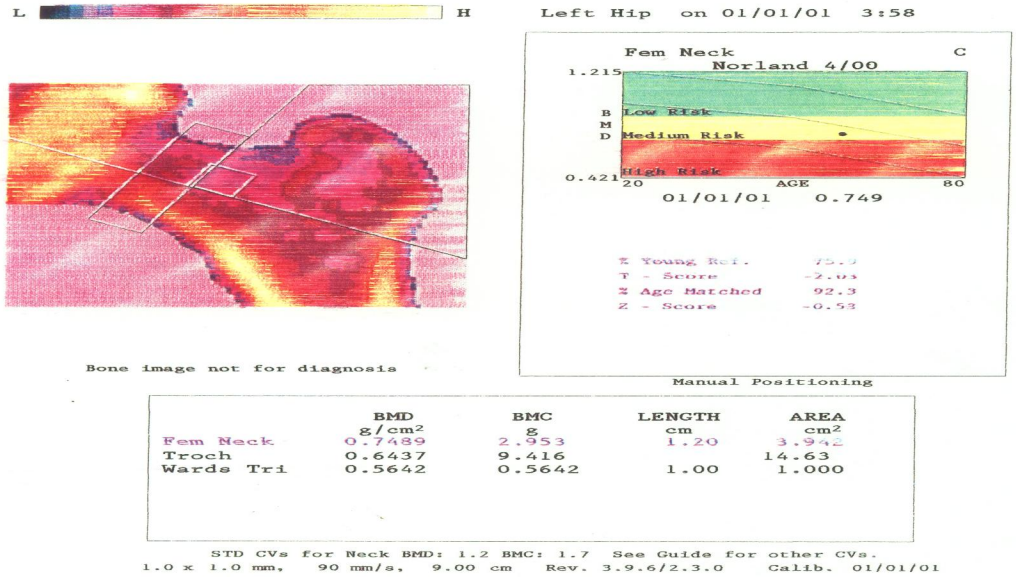 L H
Left Hip on 01/01/01 3:58
Fem Neck C
Norland 4/00
1.215
B Low Risk
M
D Medium Risk
High Risk
0.421
20 AGE 80
01/01/01 0.749
% Young Ref. 75.9
T - Score -2.03
% Age Matched 92.3
Z - Score -0.53
Bone image not for diagnosis
Manual Positioning
BMD BMC LENGTH AREA
g/cm² g cm cm²
Fem Neck 0.7489 2.953 1.20 3.942
Troch 0.6437 9.416 14.63
Wards Tri 0.5642 0.5642 1.00 1.000
STD CVs for Neck BMD: 1.2 BMC: 1.7 See Guide for other CVs.
1.0 x 1.0 mm, 90 mm/s, 9.00 cm Rev. 3.9.6/2.3.0 Calib. 01/01/01